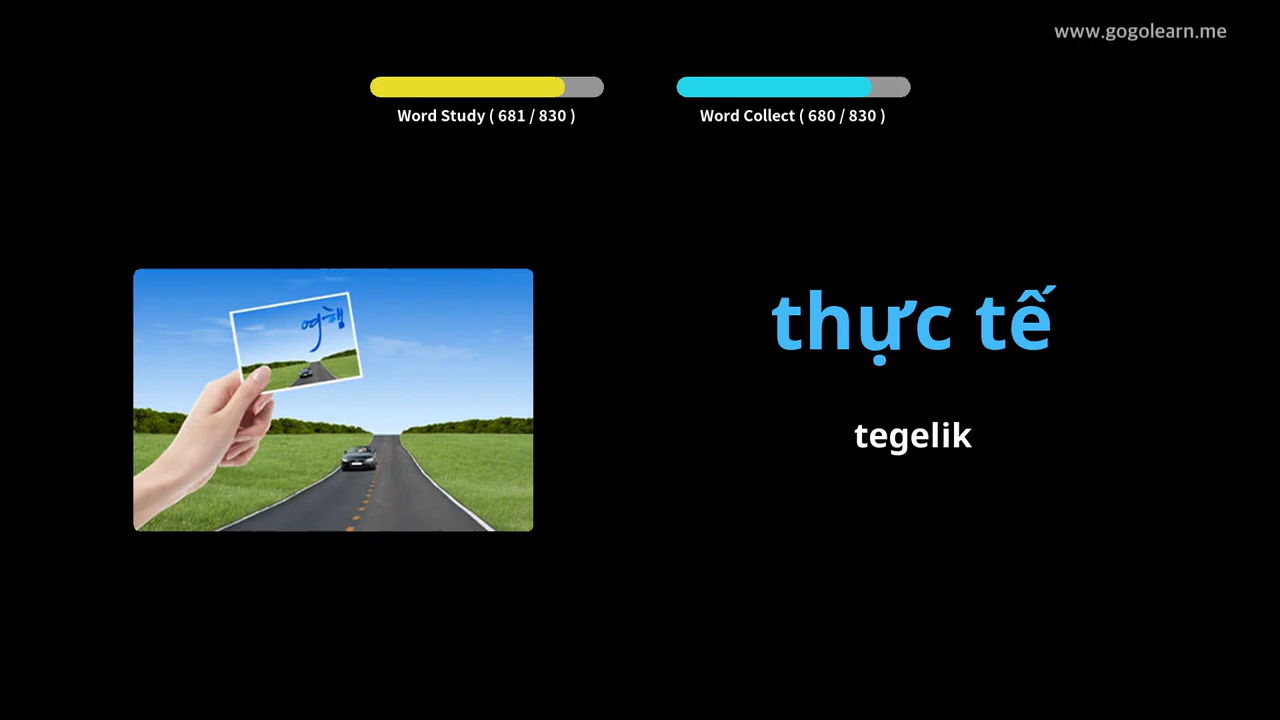 www.gogolearn.me
Word Study ( 681 / 830 )
Word Collect ( 680 / 830 )
여행
thực tế
tegelik